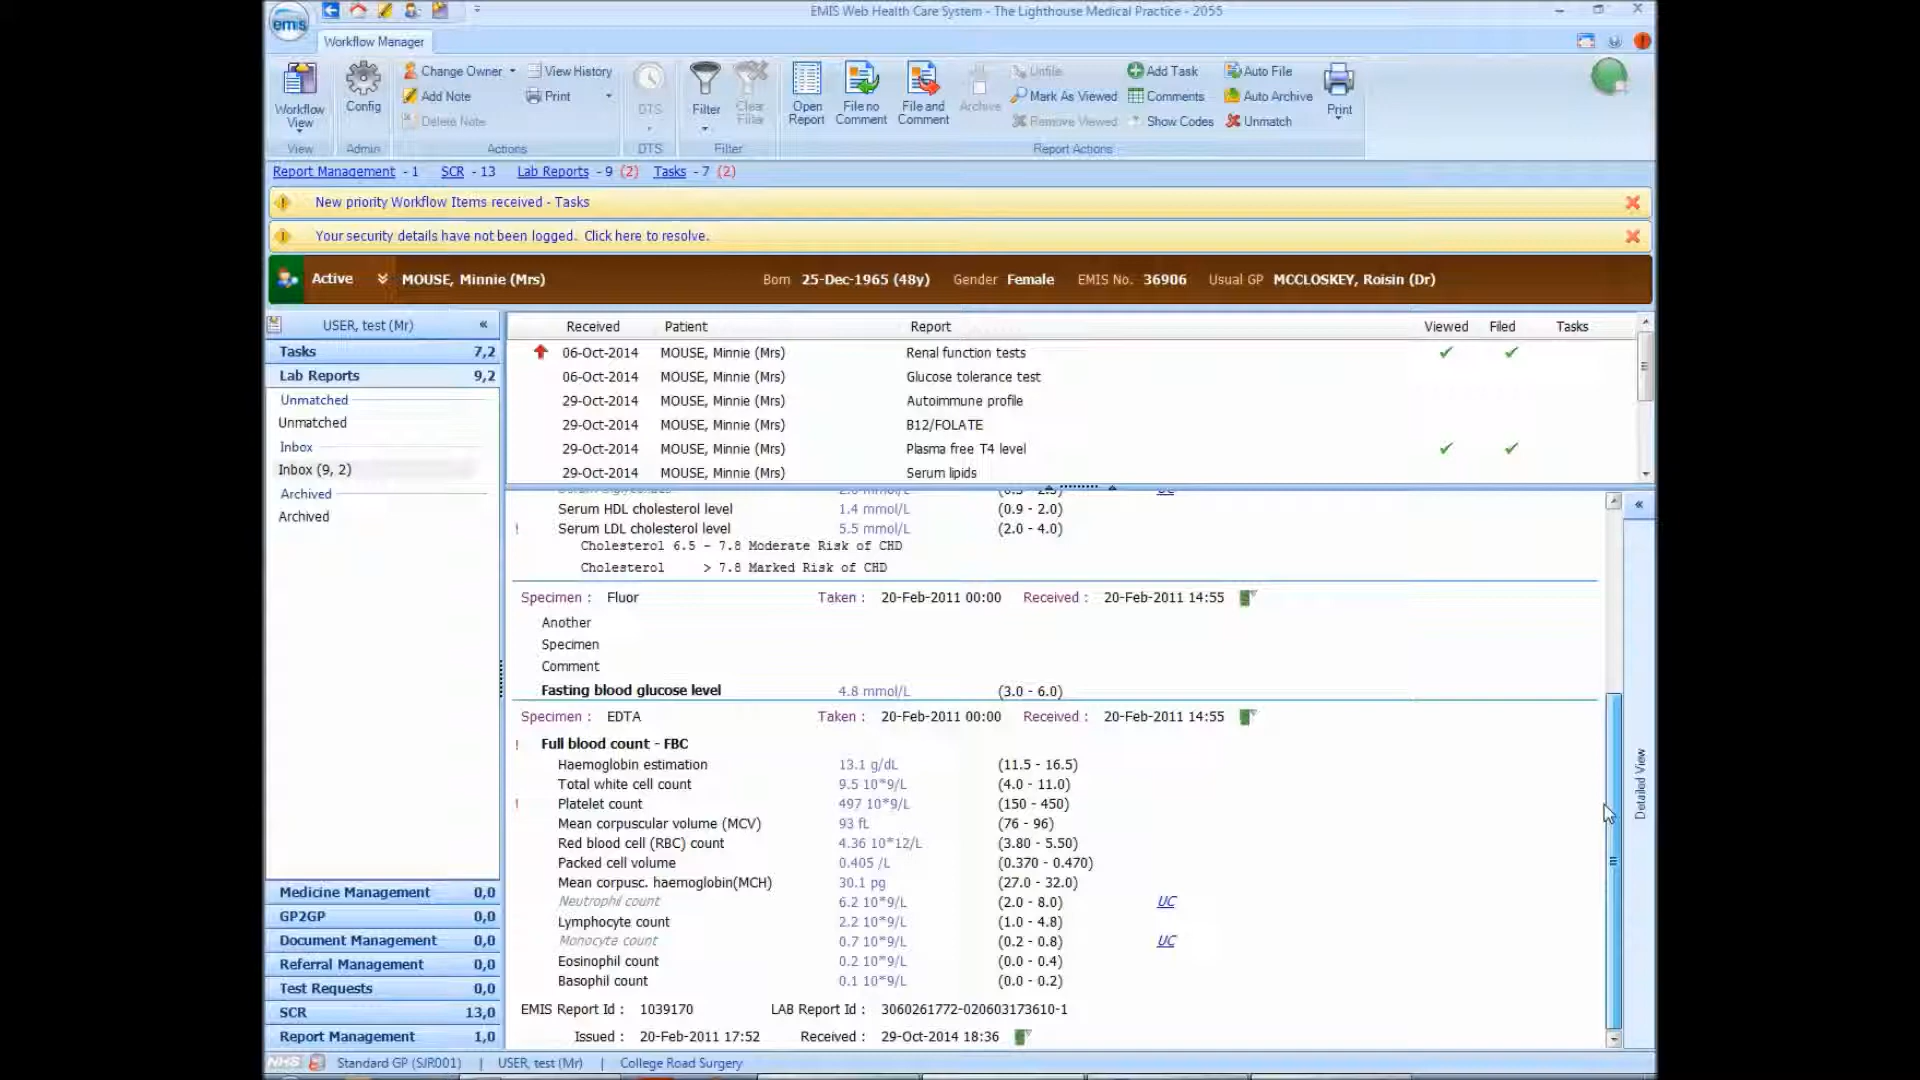 EMIS Web Health Care System - The Lighthouse Medical Practice - 2055
emis
Workflow Manager
Workflow View
Config
Change Owner
Add Note
Delete Note
View History
Print
DTS
Filter
Clear Filter
Open Report
File no Comment
File and Comment
Archive
Unfile
Mark As Viewed
Remove Viewed
Add Task
Comments
Show Codes
Auto File
Auto Archive
Unmatch
Print
View Admin Actions DTS Filter Report Actions
Report Management - 1 SCR - 13 Lab Reports - 9 (2) Tasks - 7 (2)
New priority Workflow Items received - Tasks
Your security details have not been logged. Click here to resolve.
Active MOUSE, Minnie (Mrs) Born 25-Dec-1965 (48y) Gender Female EMIS No. 36906 Usual GP MCCLOSKEY, Roisin (Dr)
USER, test (Mr)
Tasks 7,2
Lab Reports 9,2
Unmatched
Unmatched
Inbox
Inbox (9, 2)
Archived
Archived
Medicine Management 0,0
GP2GP 0,0
Document Management 0,0
Referral Management 0,0
Test Requests 0,0
SCR 13,0
Report Management 1,0
Received Patient Report Viewed Filed Tasks
06-Oct-2014 MOUSE, Minnie (Mrs) Renal function tests
06-Oct-2014 MOUSE, Minnie (Mrs) Glucose tolerance test
29-Oct-2014 MOUSE, Minnie (Mrs) Autoimmune profile
29-Oct-2014 MOUSE, Minnie (Mrs) B12/FOLATE
29-Oct-2014 MOUSE, Minnie (Mrs) Plasma free T4 level
29-Oct-2014 MOUSE, Minnie (Mrs) Serum lipids
Serum HDL cholesterol level 1.4 mmol/L (0.9 - 2.0)
! Serum LDL cholesterol level 5.5 mmol/L (2.0 - 4.0)
Cholesterol 6.5 - 7.8 Moderate Risk of CHD
Cholesterol > 7.8 Marked Risk of CHD
Specimen : Fluor Taken : 20-Feb-2011 00:00 Received : 20-Feb-2011 14:55
Another
Specimen
Comment
Fasting blood glucose level 4.8 mmol/L (3.0 - 6.0)
Specimen : EDTA Taken : 20-Feb-2011 00:00 Received : 20-Feb-2011 14:55
! Full blood count - FBC
Haemoglobin estimation 13.1 g/dL (11.5 - 16.5)
Total white cell count 9.5 10*9/L (4.0 - 11.0)
! Platelet count 497 10*9/L (150 - 450)
Mean corpuscular volume (MCV) 93 fL (76 - 96)
Red blood cell (RBC) count 4.36 10*12/L (3.80 - 5.50)
Packed cell volume 0.405 /L (0.370 - 0.470)
Mean corpusc. haemoglobin(MCH) 30.1 pg (27.0 - 32.0)
Neutrophil count 6.2 10*9/L (2.0 - 8.0) UC
Lymphocyte count 2.2 10*9/L (1.0 - 4.8)
Monocyte count 0.7 10*9/L (0.2 - 0.8) UC
Eosinophil count 0.2 10*9/L (0.0 - 0.4)
Basophil count 0.1 10*9/L (0.0 - 0.2)
EMIS Report Id : 1039170 LAB Report Id : 3060261772-020603173610-1
Issued : 20-Feb-2011 17:52 Received : 29-Oct-2014 18:36
Detailed View
NHS Standard GP (SJR001) | USER, test (Mr) | College Road Surgery